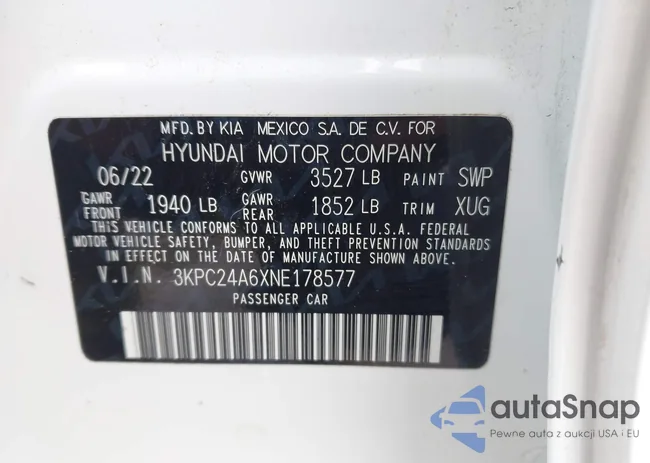 MFD. BY KIA MEXICO S.A. DE C.V. FOR
HYUNDAI MOTOR COMPANY
06/22 GVWR 3527 LB PAINT SWP
GAWR FRONT 1940 LB GAWR REAR 1852 LB TRIM XUG
THIS VEHICLE CONFORMS TO ALL APPLICABLE U.S.A. FEDERAL
MOTOR VEHICLE SAFETY, BUMPER, AND THEFT PREVENTION STANDARDS
IN EFFECT ON THE DATE OF MANUFACTURE SHOWN ABOVE.
V.I.N. 3KPC24A6XNE178577
PASSENGER CAR
autaSnap
Pewne auta z aukcji USA i EU